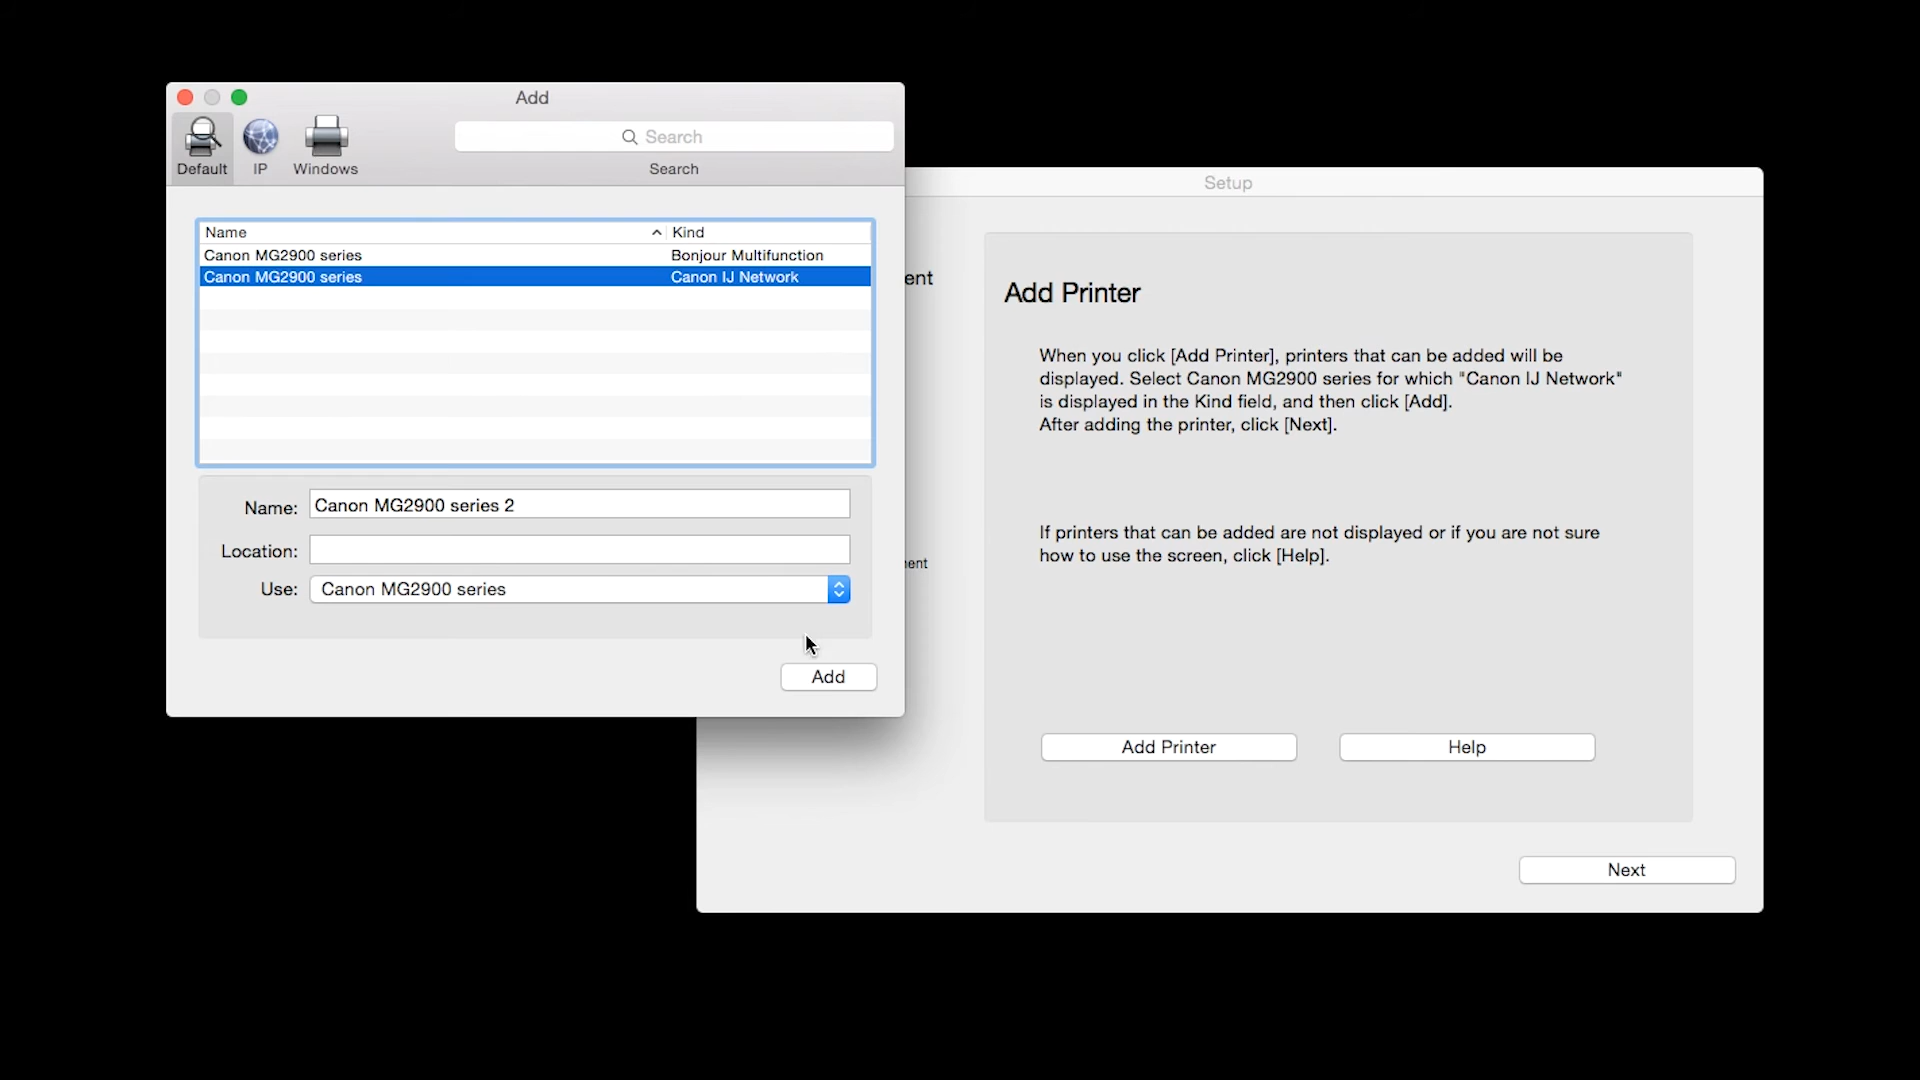 Add
Default
IP
Windows
Search
Search
Name
Kind
Canon MG2900 series
Bonjour Multifunction
Canon MG2900 series
Canon IJ Network
Name:
Canon MG2900 series 2
Location:
Use:
Canon MG2900 series
Add
Setup
ent
Add Printer
When you click [Add Printer], printers that can be added will be
displayed. Select Canon MG2900 series for which "Canon IJ Network"
is displayed in the Kind field, and then click [Add].
After adding the printer, click [Next].
If printers that can be added are not displayed or if you are not sure
how to use the screen, click [Help].
Add Printer
Help
Next